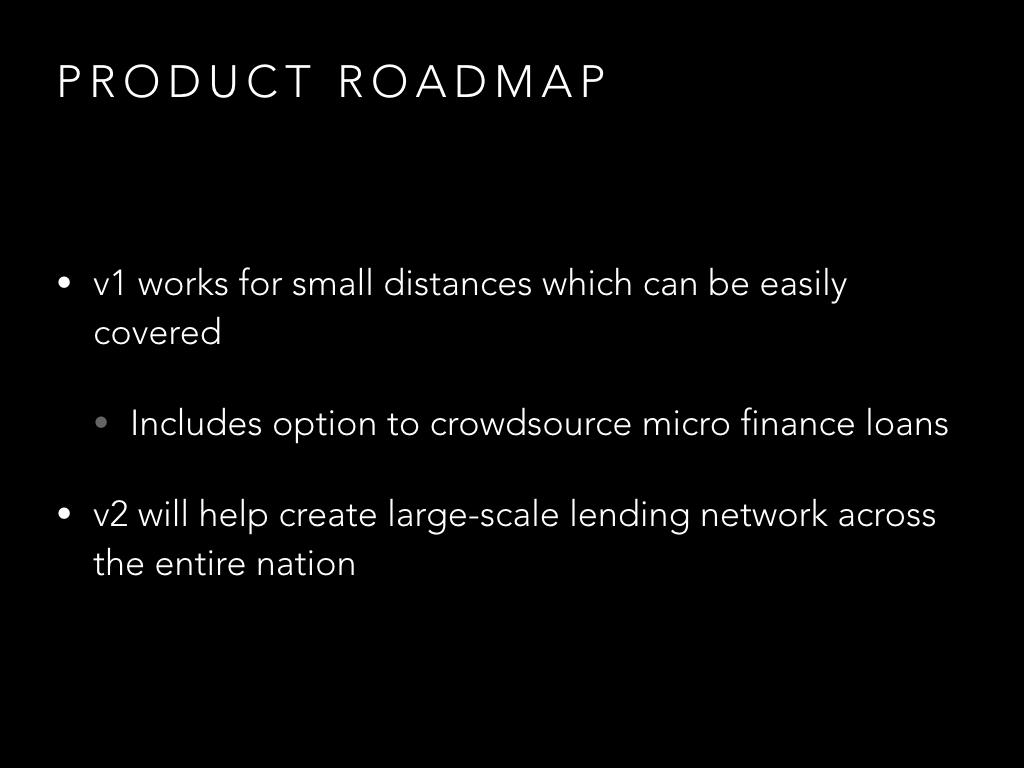 PRODUCT ROADMAP
• v1 works for small distances which can be easily
covered
• Includes option to crowdsource micro finance loans
• v2 will help create large-scale lending network across
the entire nation